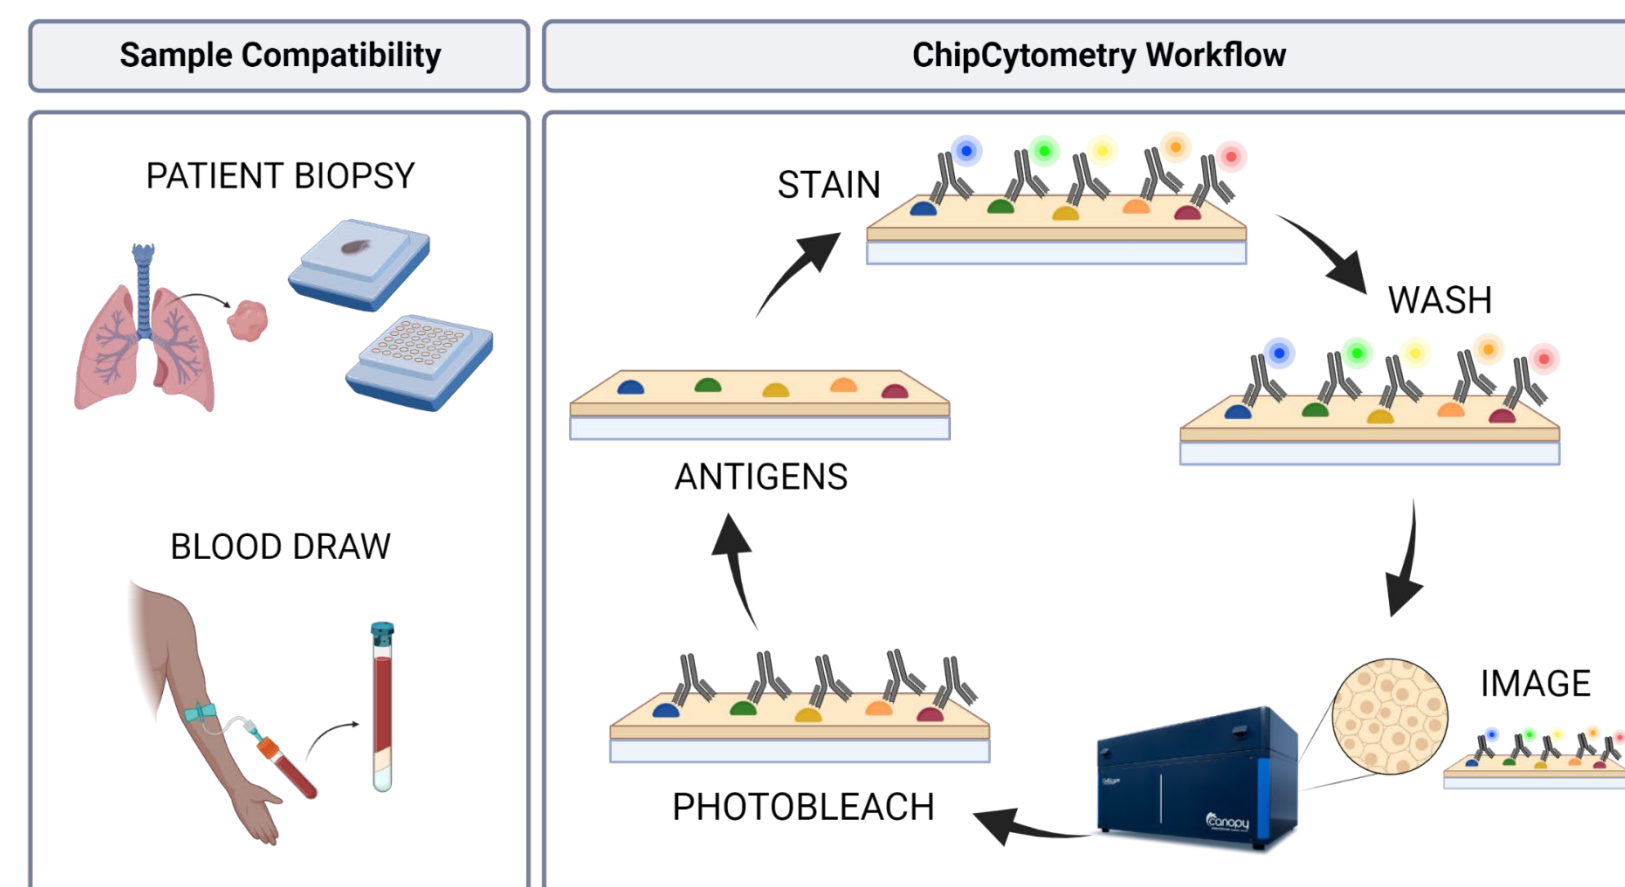 Sample Compatibility
ChipCytometry Workflow
PATIENT BIOPSY
BLOOD DRAW
STAIN
WASH
ANTIGENS
IMAGE
PHOTOBLEACH
canopy